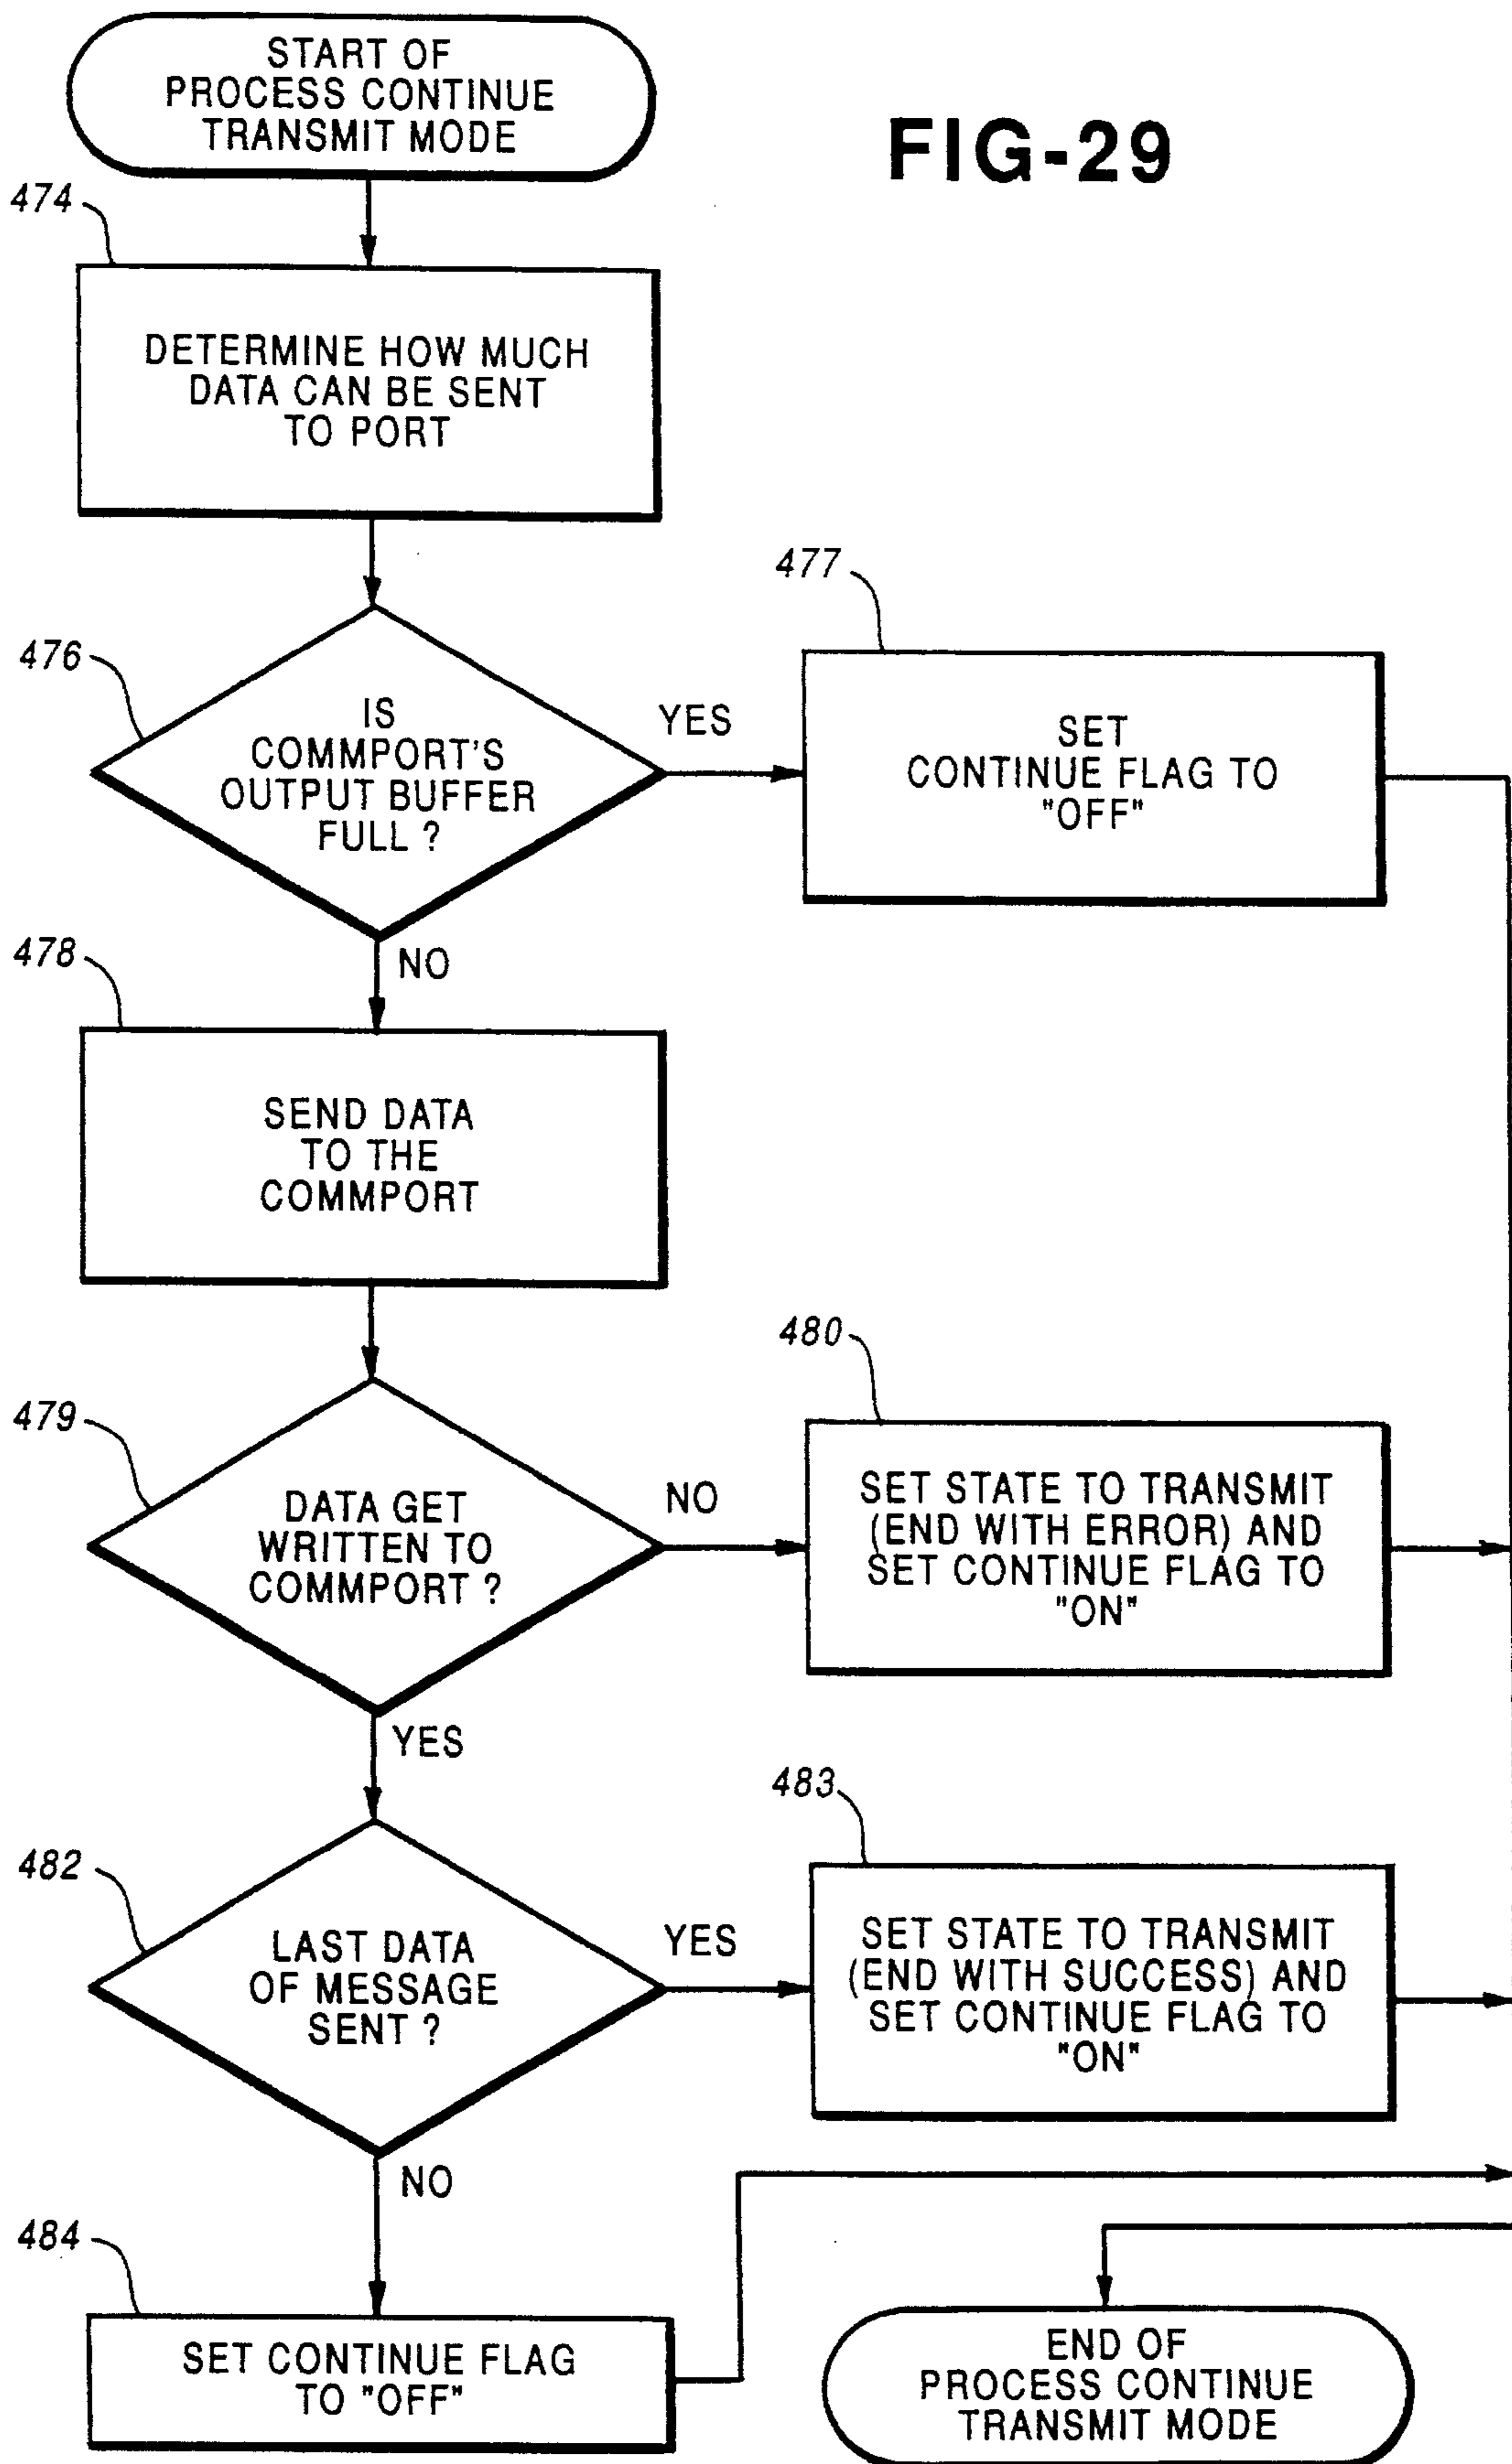 START OF
PROCESS CONTINUE
TRANSMIT MODE
FIG-29
474
DETERMINE HOW MUCH
DATA CAN BE SENT
TO PORT
476
IS
COMMPORT'S
OUTPUT BUFFER
FULL ?
YES
477
SET
CONTINUE FLAG TO
"OFF"
NO
478
SEND DATA
TO THE
COMMPORT
479
DATA GET
WRITTEN TO
COMMPORT ?
NO
480
SET STATE TO TRANSMIT
(END WITH ERROR) AND
SET CONTINUE FLAG TO
"ON"
YES
482
LAST DATA
OF MESSAGE
SENT ?
YES
483
SET STATE TO TRANSMIT
(END WITH SUCCESS) AND
SET CONTINUE FLAG TO
"ON"
NO
484
SET CONTINUE FLAG
TO "OFF"
END OF
PROCESS CONTINUE
TRANSMIT MODE